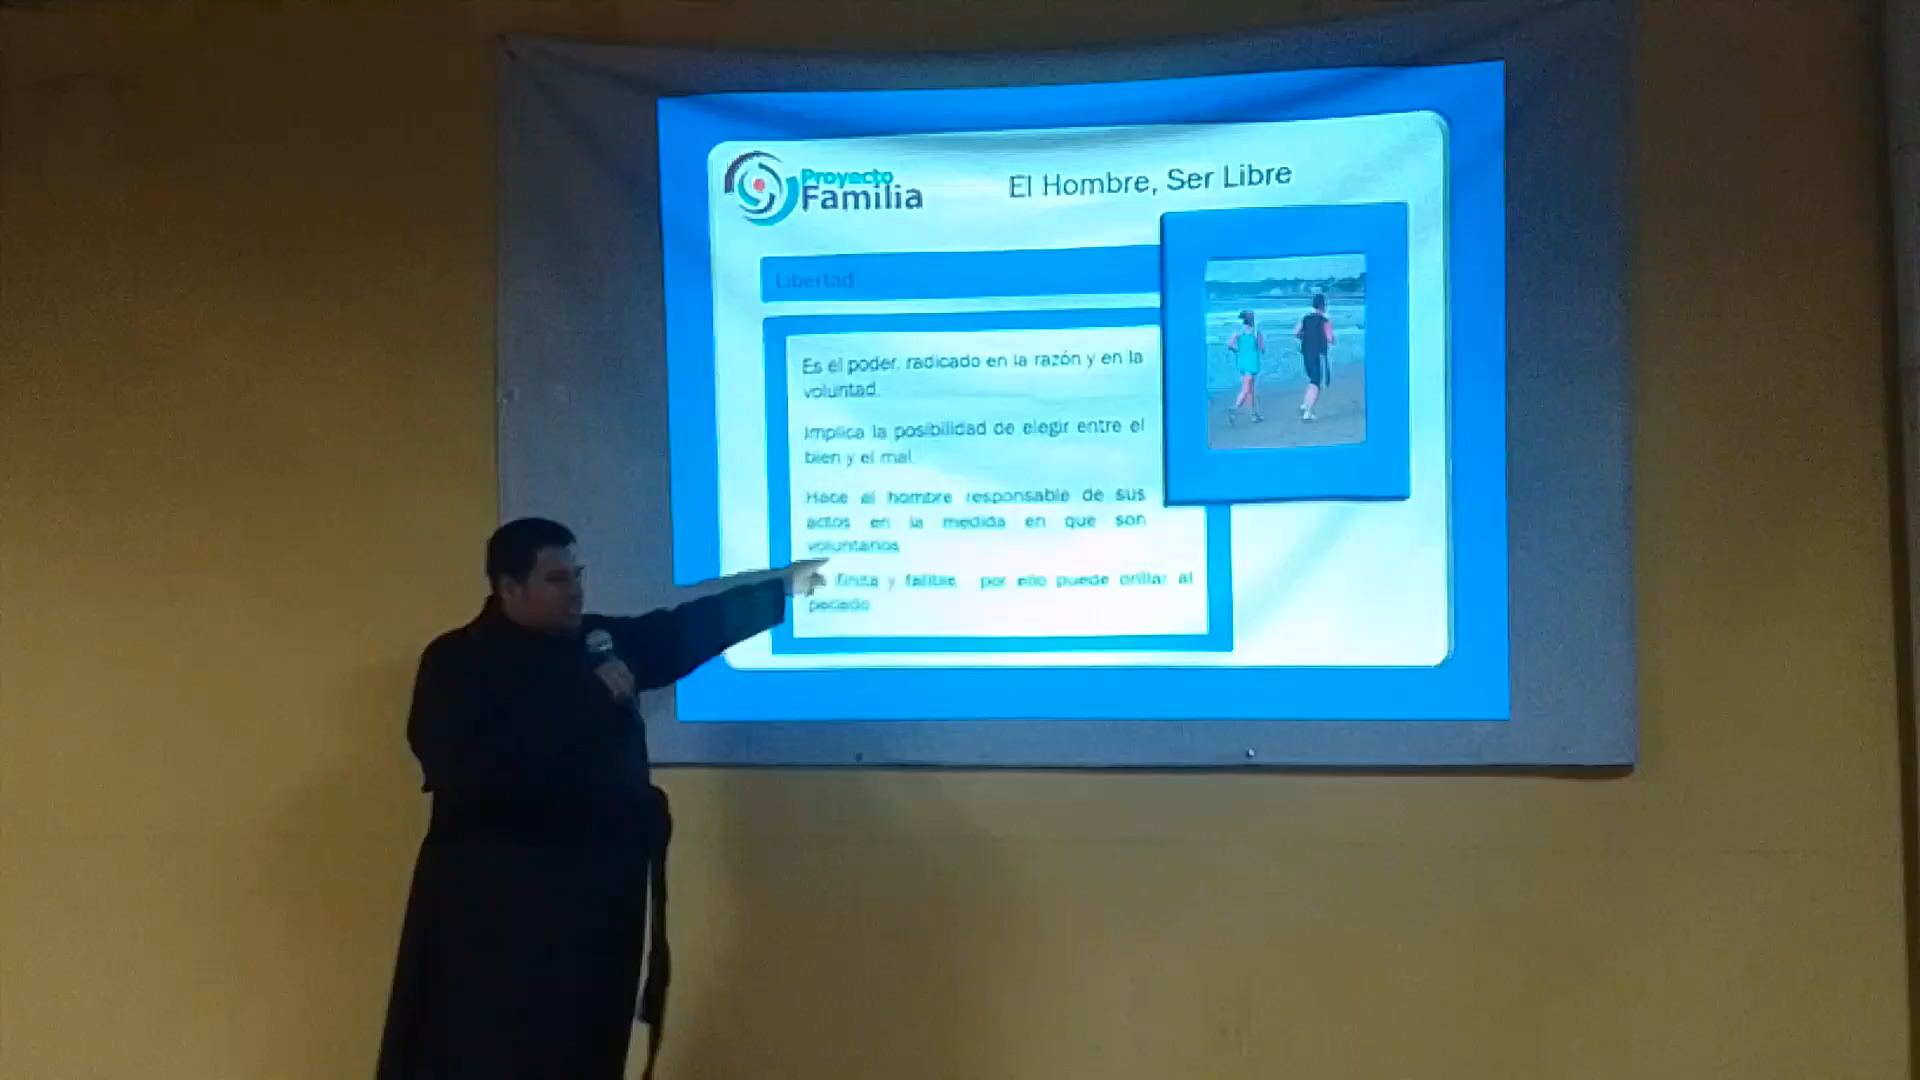 Proyecto
Familia
El Hombre, Ser Libre
Libertad
Es el poder, radicado en la razón y en la
voluntad.
Implica la posibilidad de elegir entre el
bien y el mal
Hace al hombre responsable de sus
actos en la medida en que son
voluntarios
finita y falible por ello puede orillar al
pecado